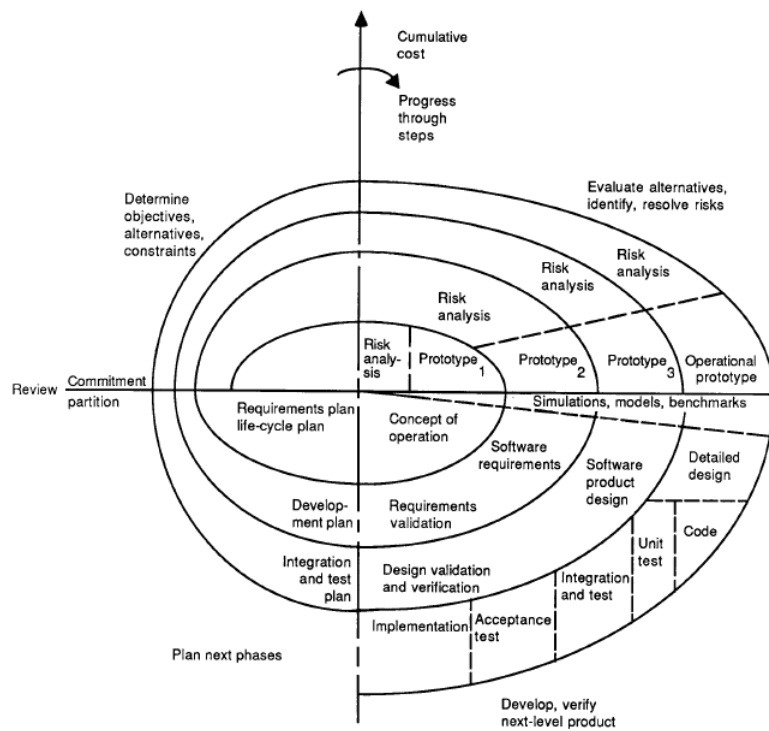 Cumulative
cost
Progress
through
steps
Evaluate alternatives,
identify, resolve risks
Determine
objectives,
alternatives,
constraints
Risk
analysis
Risk
analysis
Risk
analysis
Risk
analy-
sis
Prototype
1
Prototype
2
Prototype
3
Operational
prototype
Review
Commitment
partition
Simulations, models, benchmarks
Requirements plan
life-cycle plan
Concept of
operation
Software
requirements
Software
product
design
Detailed
design
Develop-
ment plan
Requirements
validation
Code
Unit
test
Integration
and test
plan
Design validation
and verification
Integration
and test
Implementation
Acceptance
test
Plan next phases
Develop, verify
next-level product